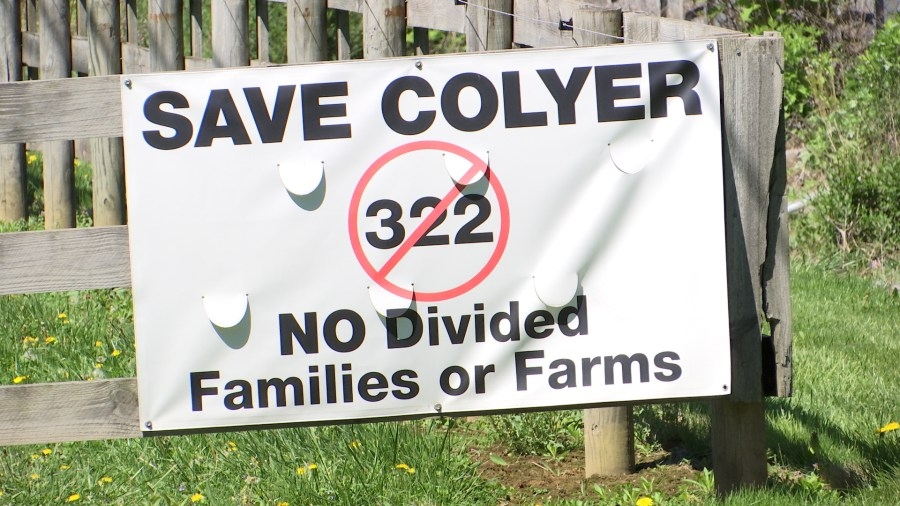 SAVE COLYER
322
NO Divided
Families or Farms